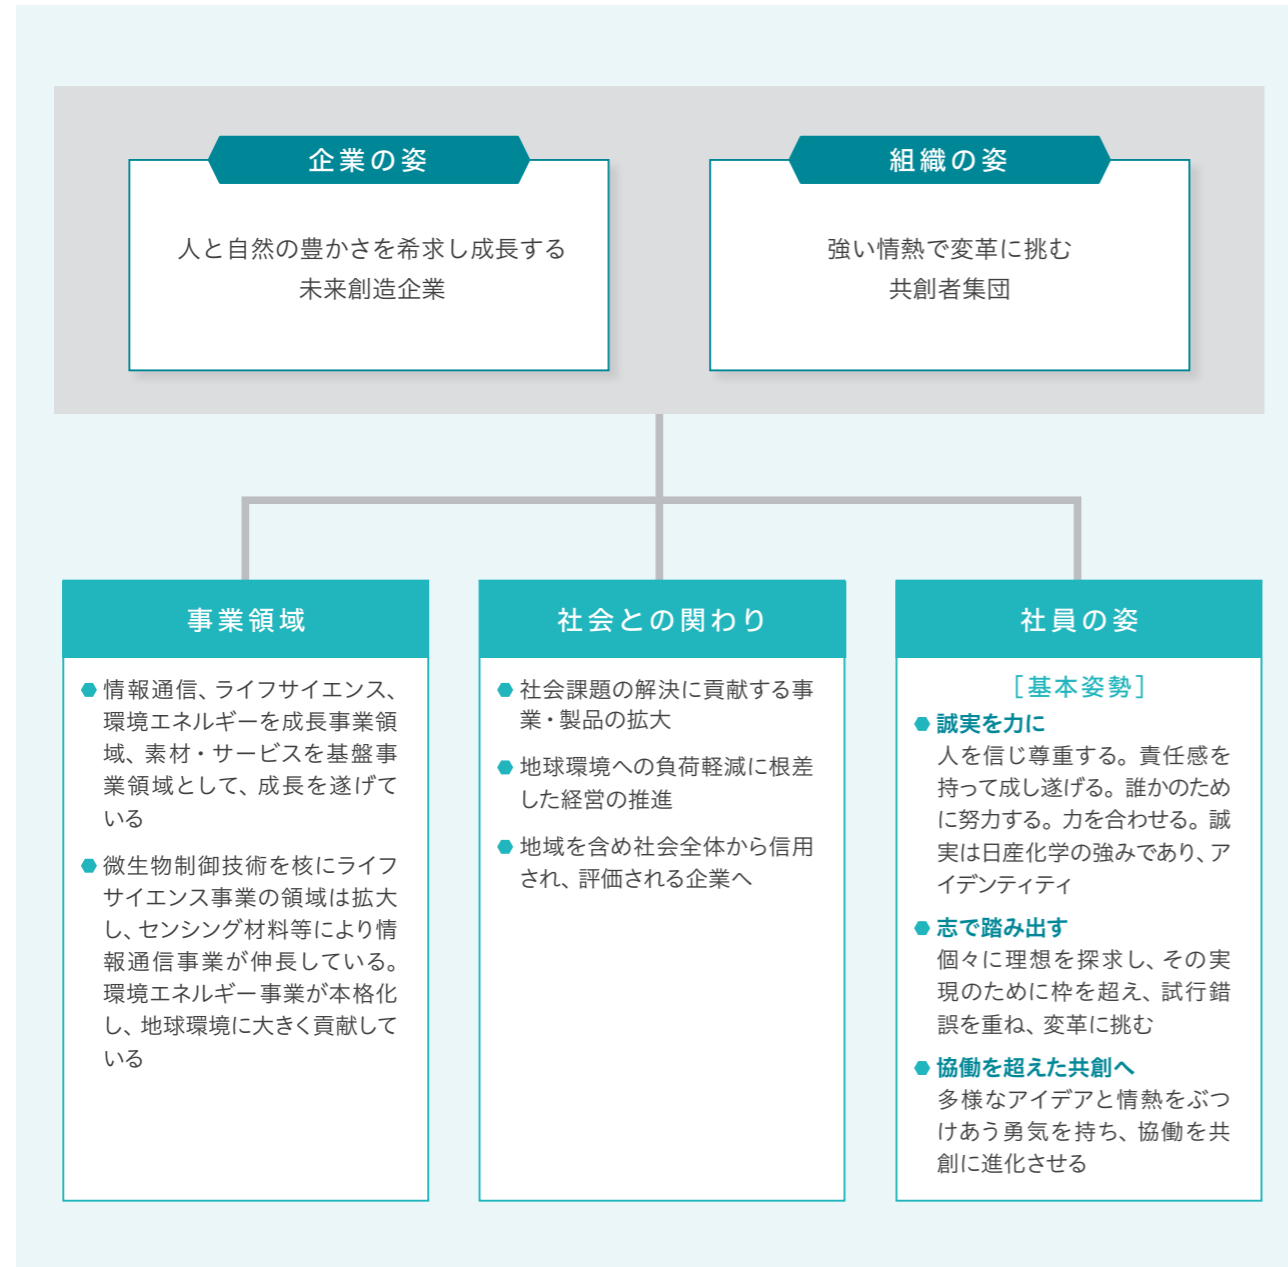 企業の姿
人と自然の豊かさを希求し成長する
未来創造企業
組織の姿
強い情熱で変革に挑む
共創者集団
事業領域
情報通信、ライフサイエンス、
環境エネルギーを成長事業領
域、素材・サービスを基盤事
業領域として、成長を遂げて
いる
微生物制御技術を核にライフ
サイエンス事業の領域は拡大
し、センシング材料等により情
報通信事業が伸長している。
環境エネルギー事業が本格化
し、地球環境に大きく貢献して
いる
社会との関わり
社会課題の解決に貢献する事
業・製品の拡大
地球環境への負荷軽減に根差
した経営の推進
地域を含め社会全体から信用
され、評価される企業へ
社員の姿
［基本姿勢］
誠実を力に
人を信じ尊重する。責任感を
持って成し遂げる。誰かのため
に努力する。力を合わせる。誠
実は日産化学の強みであり、ア
イデンティティ
志で踏み出す
個々に理想を探求し、その実
現のために枠を超え、試行錯
誤を重ね、変革に挑む
協働を超えた共創へ
多様なアイデアと情熱をぶつ
けあう勇気を持ち、協働を共
創に進化させる